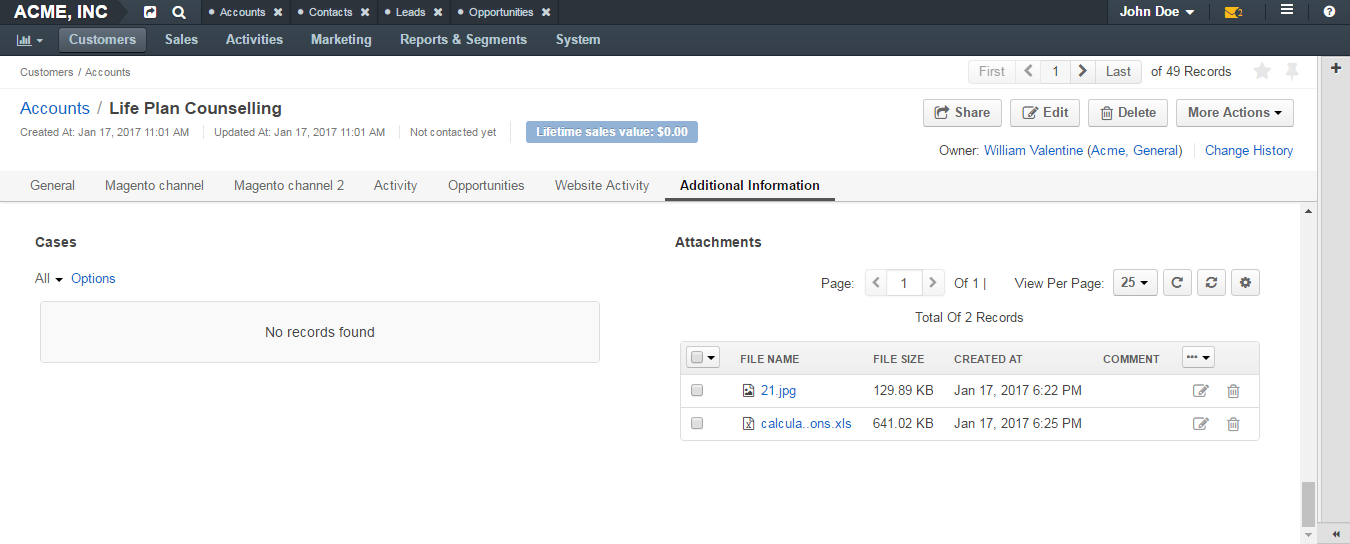 ACME, INC Accounts Contacts Leads Opportunities John Doe 2
Customers Sales Activities Marketing Reports & Segments System
Customers / Accounts First 1 Last of 49 Records
Accounts / Life Plan Counselling Share Edit Delete More Actions
Created At: Jan 17, 2017 11:01 AM Updated At: Jan 17, 2017 11:01 AM Not contacted yet Lifetime sales value: $0.00
Owner: William Valentine (Acme, General) Change History
General Magento channel Magento channel 2 Activity Opportunities Website Activity Additional Information
Cases Attachments
All Options Page: 1 Of 1 | View Per Page: 25
Total Of 2 Records
No records found
FILE NAME FILE SIZE CREATED AT COMMENT
21.jpg 129.89 KB Jan 17, 2017 6:22 PM
calcula..ons.xls 641.02 KB Jan 17, 2017 6:25 PM